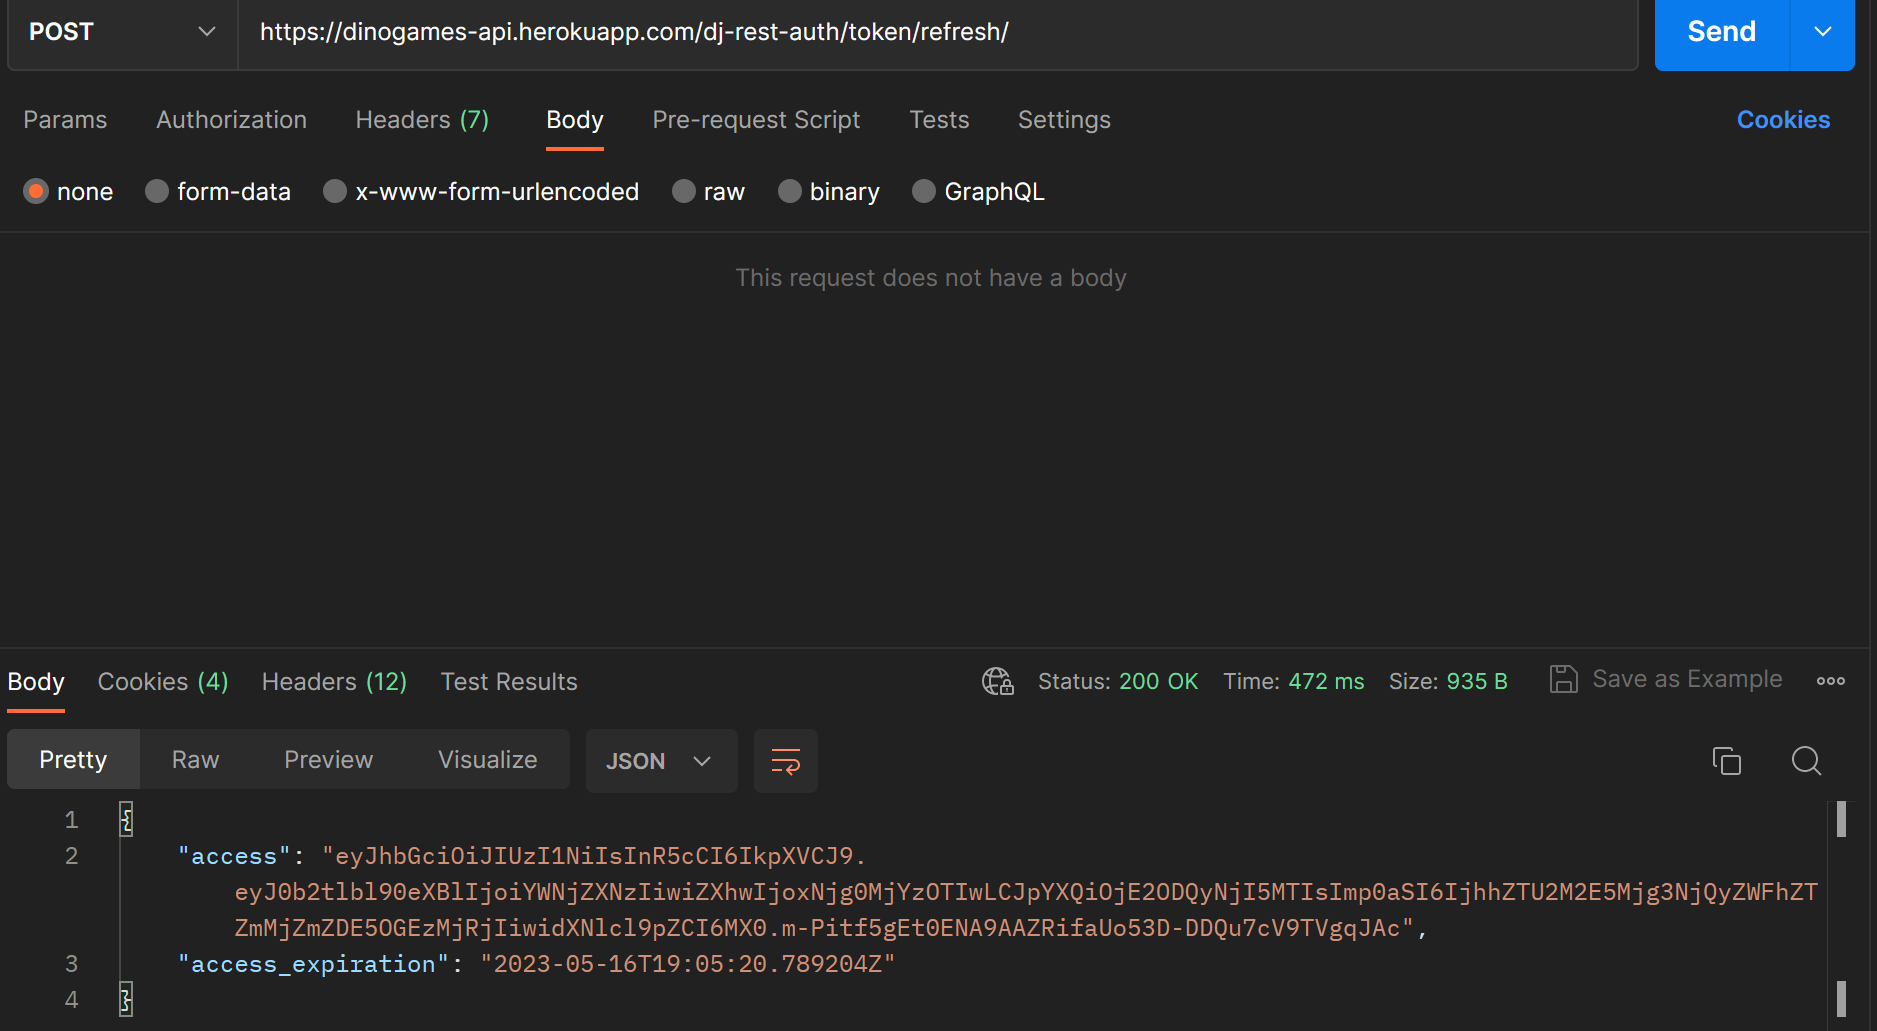 POST https://dinogames-api.herokuapp.com/dj-rest-auth/token/refresh/ Send
Params Authorization Headers (7) Body Pre-request Script Tests Settings Cookies
none form-data x-www-form-urlencoded raw binary GraphQL
This request does not have a body
Body Cookies (4) Headers (12) Test Results Status: 200 OK Time: 472 ms Size: 935 B Save as Example
Pretty Raw Preview Visualize JSON
1 {
2 "access": "eyJhbGciOiJIUzI1NiIsInR5cCI6IkpXVCJ9.
eyJ0b2tlbl90eXBlIjoiYWNjZXNzIiwiZXhwIjoxNjg0MjYzOTIwLCJpYXQiOjE2ODQyNjI5MTIsImp0aSI6IjhhZTU2M2E5Mjg3NjQyZWFhZT
ZmMjZmZDE5OGEzMjRjIiwidXNlcl9pZCI6MX0.m-Pitf5gEt0ENA9AAZRifaUo53D-DDQu7cV9TVgqJAc",
3 "access_expiration": "2023-05-16T19:05:20.789204Z"
4 }